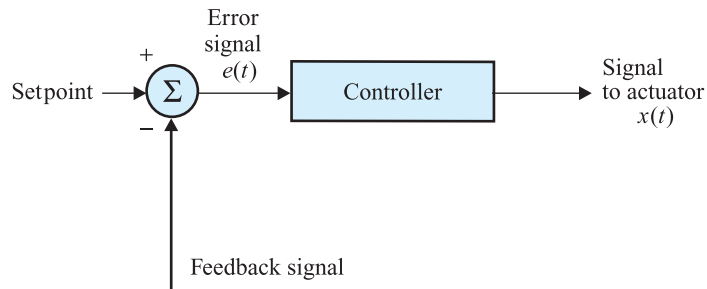 Error
signal
e(t)
+
Setpoint
Σ
Controller
Signal
to actuator
x(t)
−
Feedback signal